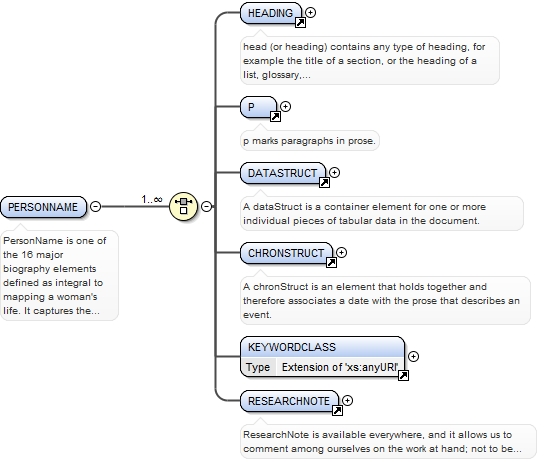 HEADING
head (or heading) contains any type of heading, for
example the title of a section, or the heading of a
list, glossary,...
P
p marks paragraphs in prose.
DATASTRUCT
A dataStruct is a container element for one or more
individual pieces of tabular data in the document.
PERSONNAME
1..∞
PersonName is one of
the 16 major
biography elements
defined as integral to
mapping a woman's
life. It captures the...
CHRONSTRUCT
A chronStruct is an element that holds together and
therefore associates a date with the prose that describes an
event.
KEYWORDCLASS
Type Extension of 'xs:anyURI'
RESEARCHNOTE
ResearchNote is available everywhere, and it allows us to
comment among ourselves on the work at hand; not to be...